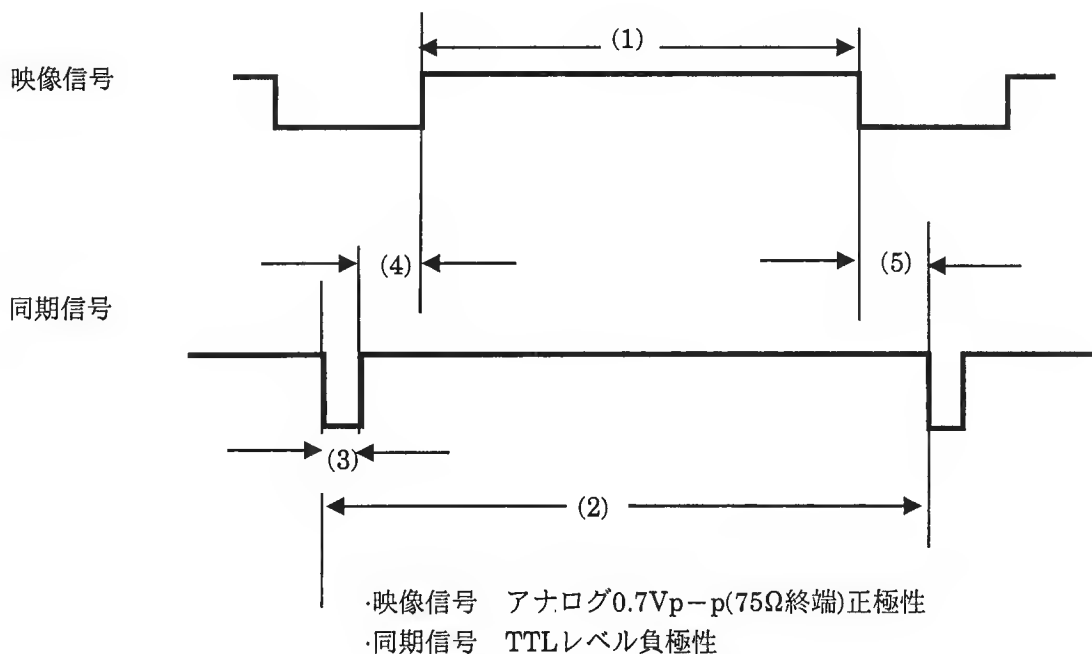 (1)
映像信号
(4)
(5)
同期信号
(3)
(2)
·映像信号 アナログ0.7Vp−p(75Ω終端)正極性
·同期信号 TTLレベル負極性